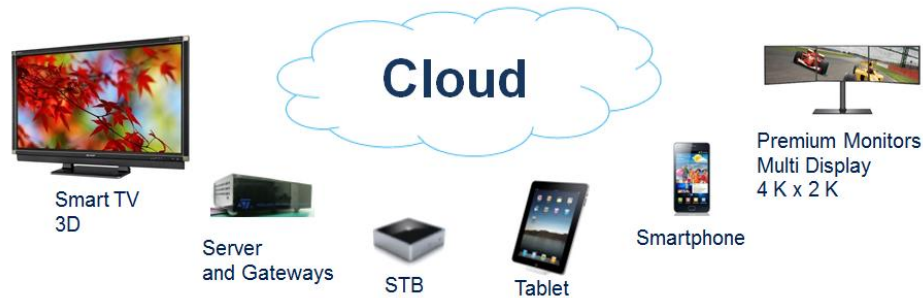 Cloud
Smart TV
3D
Server
and Gateways
STB
Tablet
Smartphone
Premium Monitors
Multi Display
4 K x 2 K